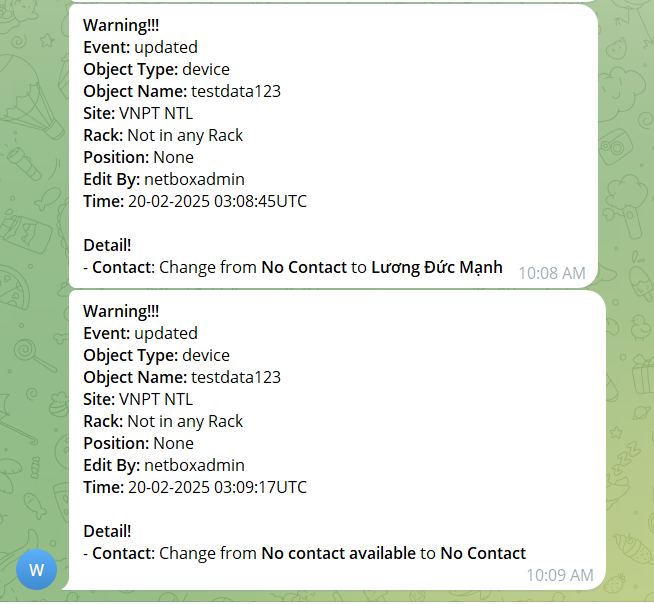 Warning!!!
Event: updated
Object Type: device
Object Name: testdata123
Site: VNPT NTL
Rack: Not in any Rack
Position: None
Edit By: netboxadmin
Time: 20-02-2025 03:08:45UTC
Detail!
- Contact: Change from No Contact to Lương Đức Mạnh
10:08 AM
Warning!!!
Event: updated
Object Type: device
Object Name: testdata123
Site: VNPT NTL
Rack: Not in any Rack
Position: None
Edit By: netboxadmin
Time: 20-02-2025 03:09:17UTC
Detail!
- Contact: Change from No contact available to No Contact
W
10:09 AM